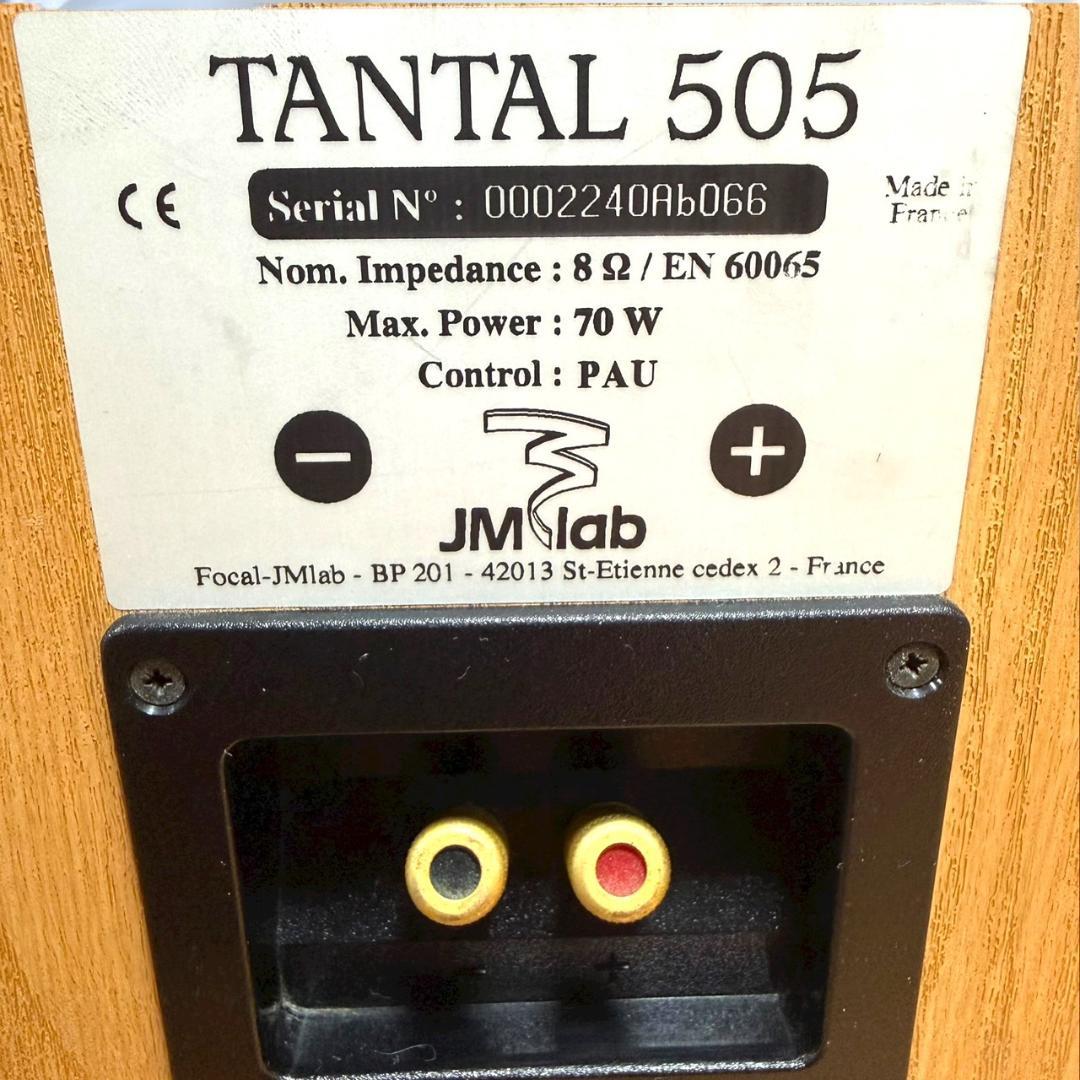 TANTAL 505
CE
Serial N° : 0002240Ab066
Made in
France
Nom. Impedance : 8 Ω / EN 60065
Max. Power : 70 W
Control : PAU
− +
JMlab
Focal-JMlab - BP 201 - 42013 St-Etienne cedex 2 - France
- +